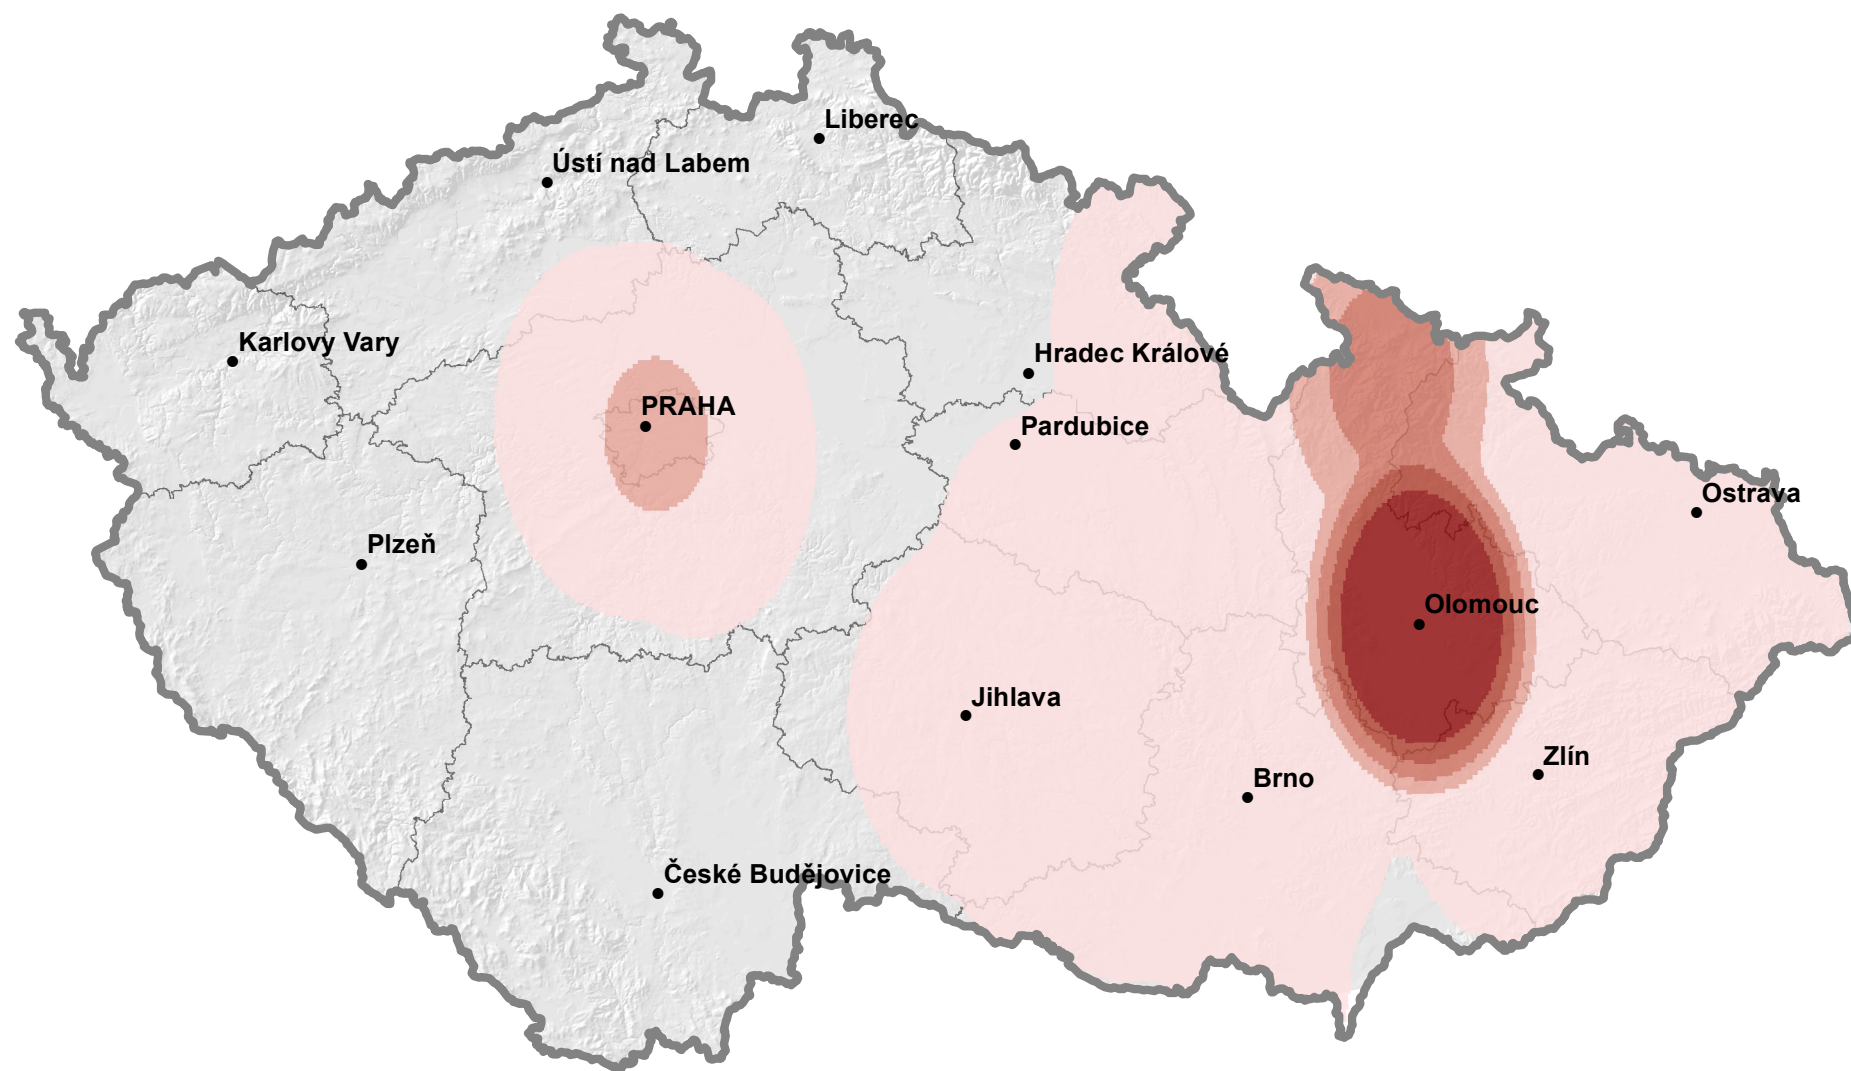 Liberec
Ústí nad Labem
Karlovy Vary
Hradec Králové
PRAHA
Pardubice
Ostrava
Plzeň
Olomouc
Jihlava
Zlín
Brno
České Budějovice